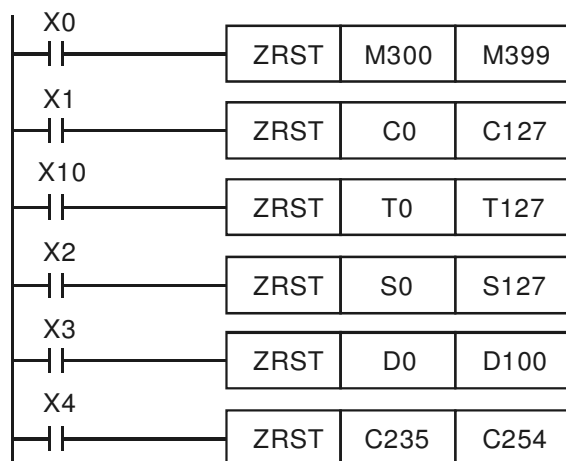 X0
ZRST M300 M399
X1
ZRST C0 C127
X10
ZRST T0 T127
X2
ZRST S0 S127
X3
ZRST D0 D100
X4
ZRST C235 C254